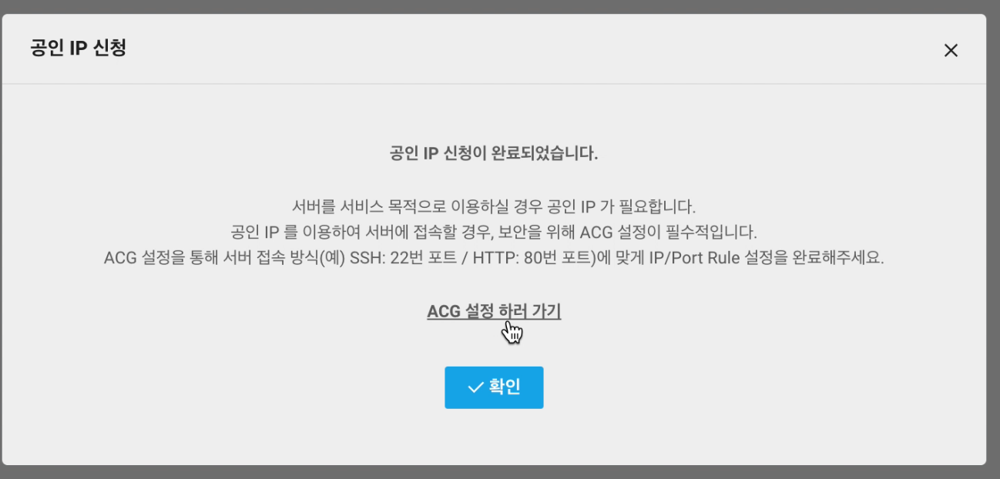 공인 IP 신청
공인 IP 신청이 완료되었습니다.
서버를 서비스 목적으로 이용하실 경우 공인 IP 가 필요합니다.
공인 IP 를 이용하여 서버에 접속할 경우, 보안을 위해 ACG 설정이 필수적입니다.
ACG 설정을 통해 서버 접속 방식(예) SSH: 22번 포트 / HTTP: 80번 포트)에 맞게 IP/Port Rule 설정을 완료해주세요.
ACG 설정 하러 가기
확인